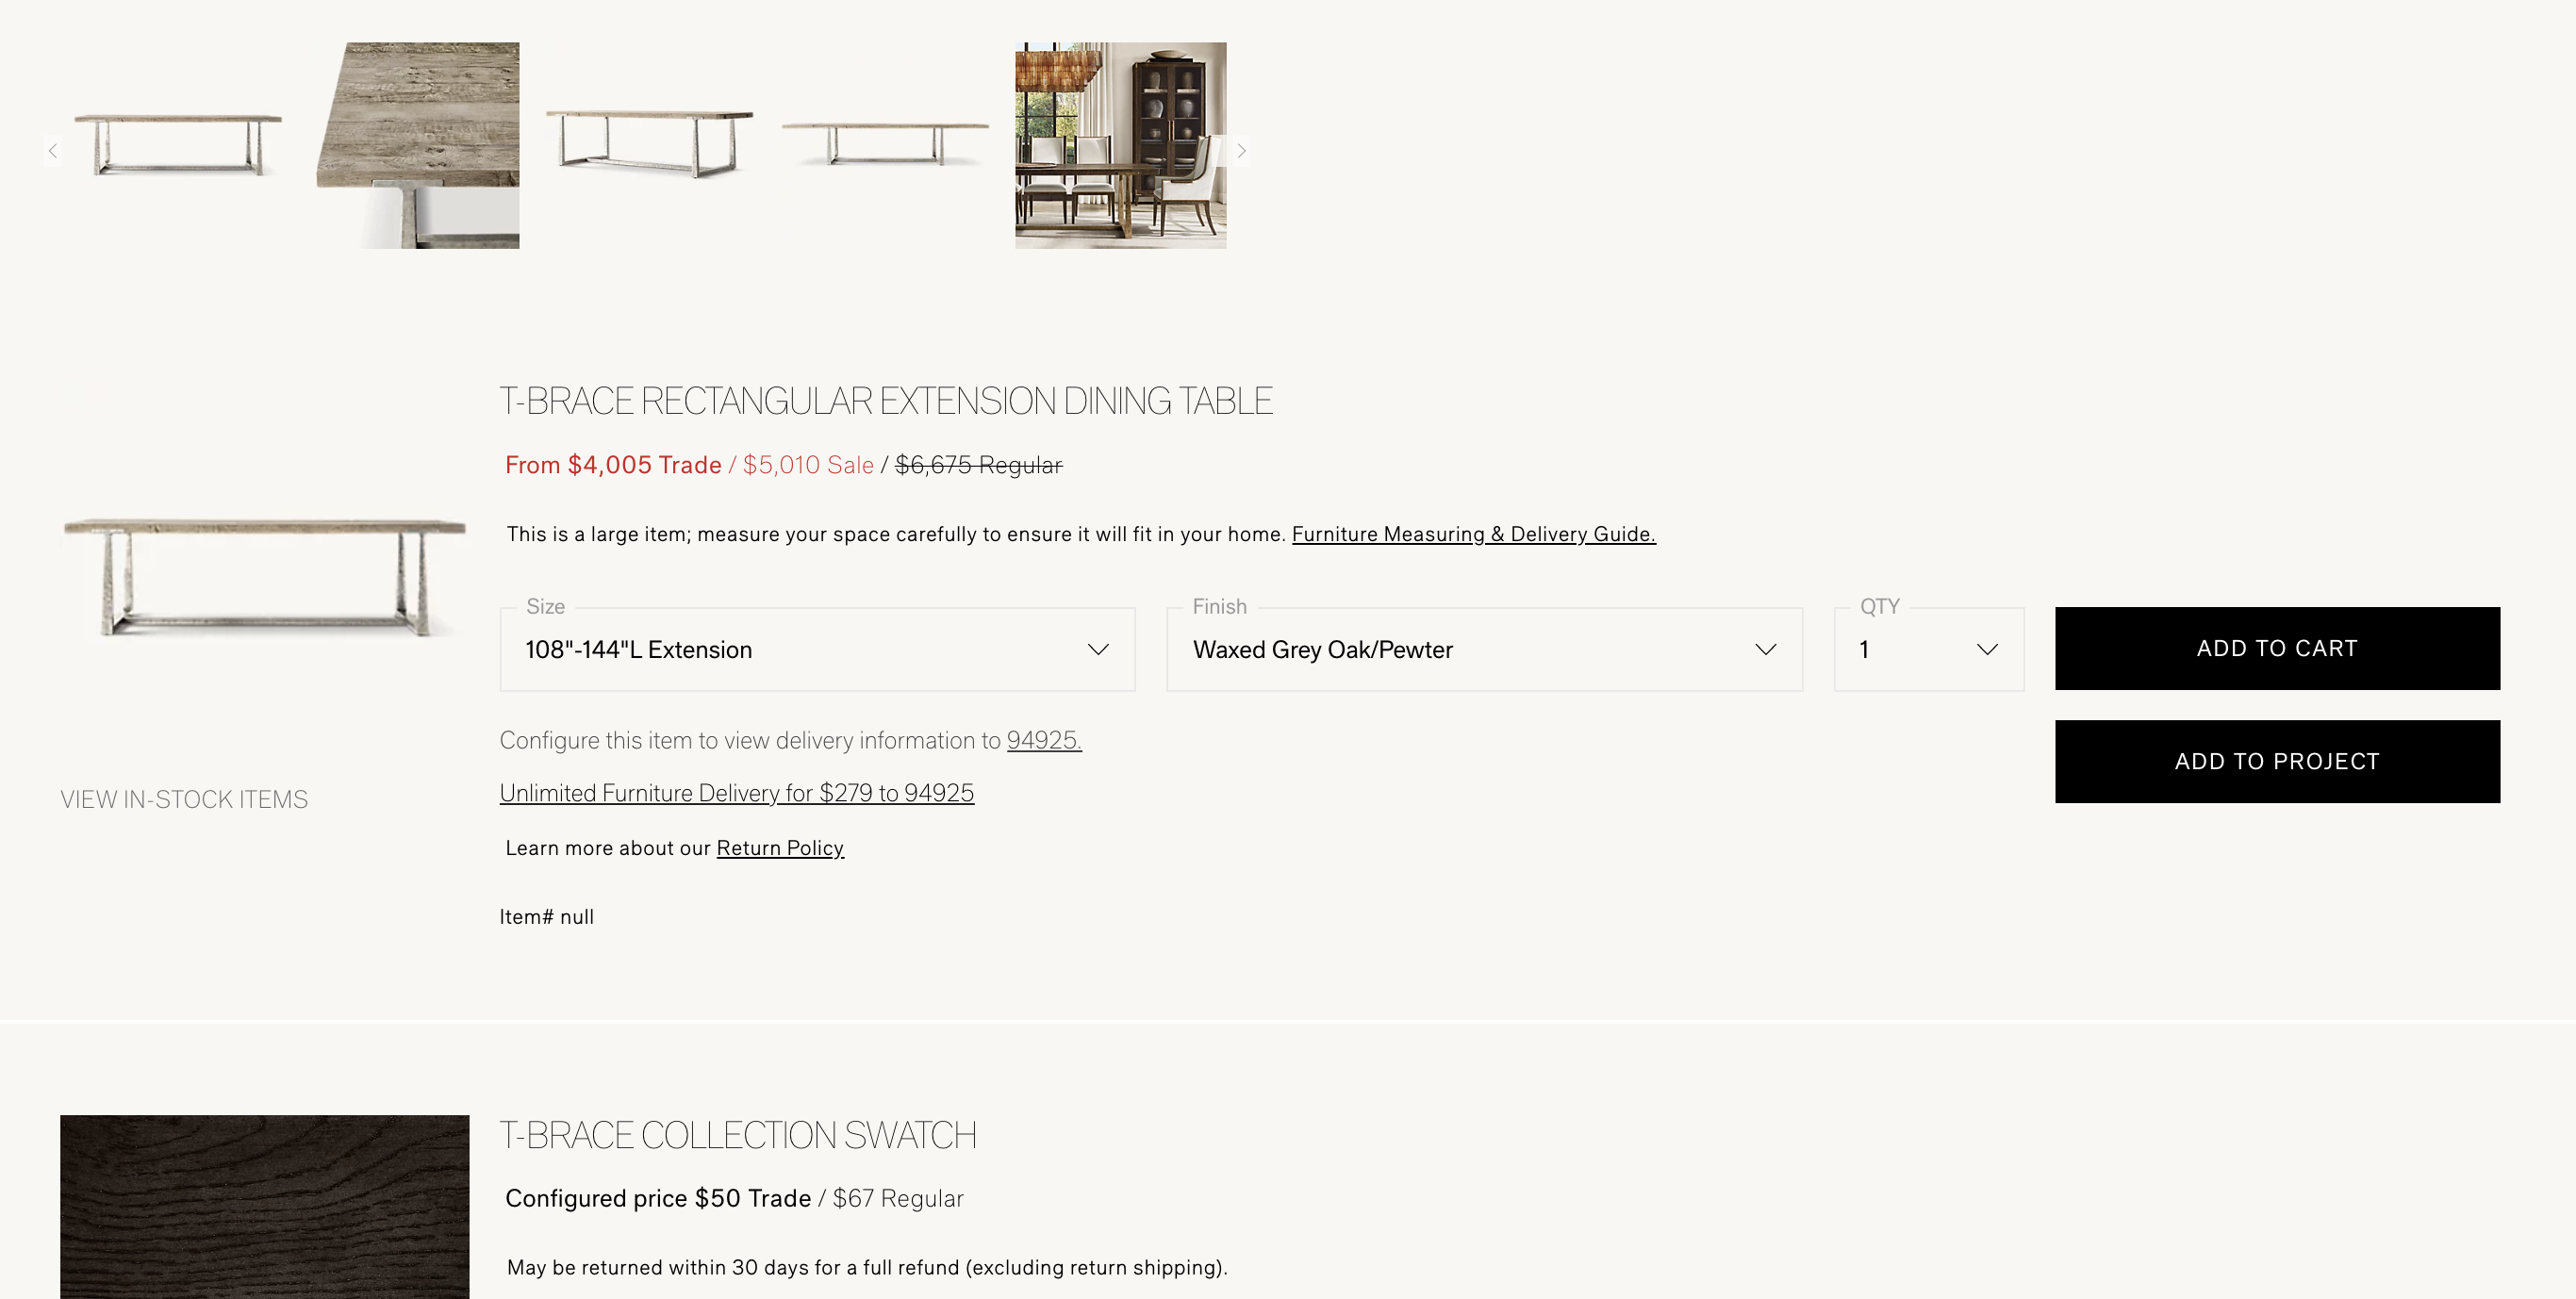 T-BRACE RECTANGULAR EXTENSION DINING TABLE
From $4,005 Trade / $5,010 Sale / $6,675 Regular
This is a large item; measure your space carefully to ensure it will fit in your home. Furniture Measuring & Delivery Guide.
Size
108"-144"L Extension
Finish
Waxed Grey Oak/Pewter
QTY
1
ADD TO CART
Configure this item to view delivery information to 94925.
ADD TO PROJECT
Unlimited Furniture Delivery for $279 to 94925
VIEW IN-STOCK ITEMS
Learn more about our Return Policy
Item# null
T-BRACE COLLECTION SWATCH
Configured price $50 Trade / $67 Regular
May be returned within 30 days for a full refund (excluding return shipping).